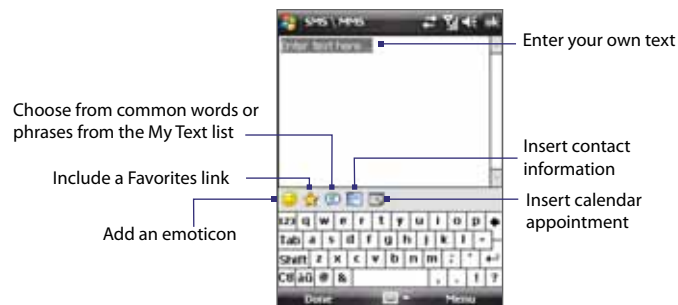 SMS \ MMS ok
Enter text here...
Enter your own text
Choose from common words or
phrases from the My Text list
Include a Favorites link
Add an emoticon
Insert contact
information
Insert calendar
appointment
123 q w e r t y u i o p
Tab a s d f g h j k l
Shift z x c v b n m ; '
Ctl áü @ & , . ! ?
Done Menu